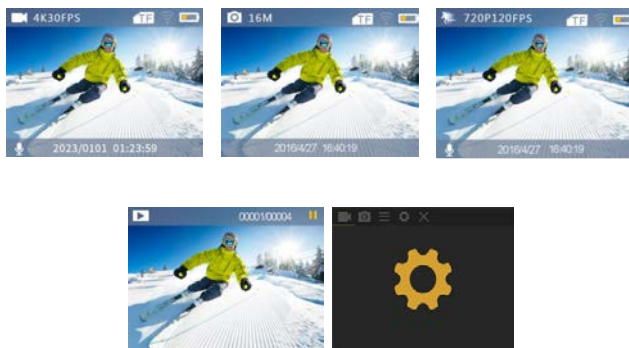 4K30FPS TF
2023/0101 01:23:59
16M TF
2016/4/27 16:40:19
720P120FPS TF
2016/4/27 16:40:19
00001/00004